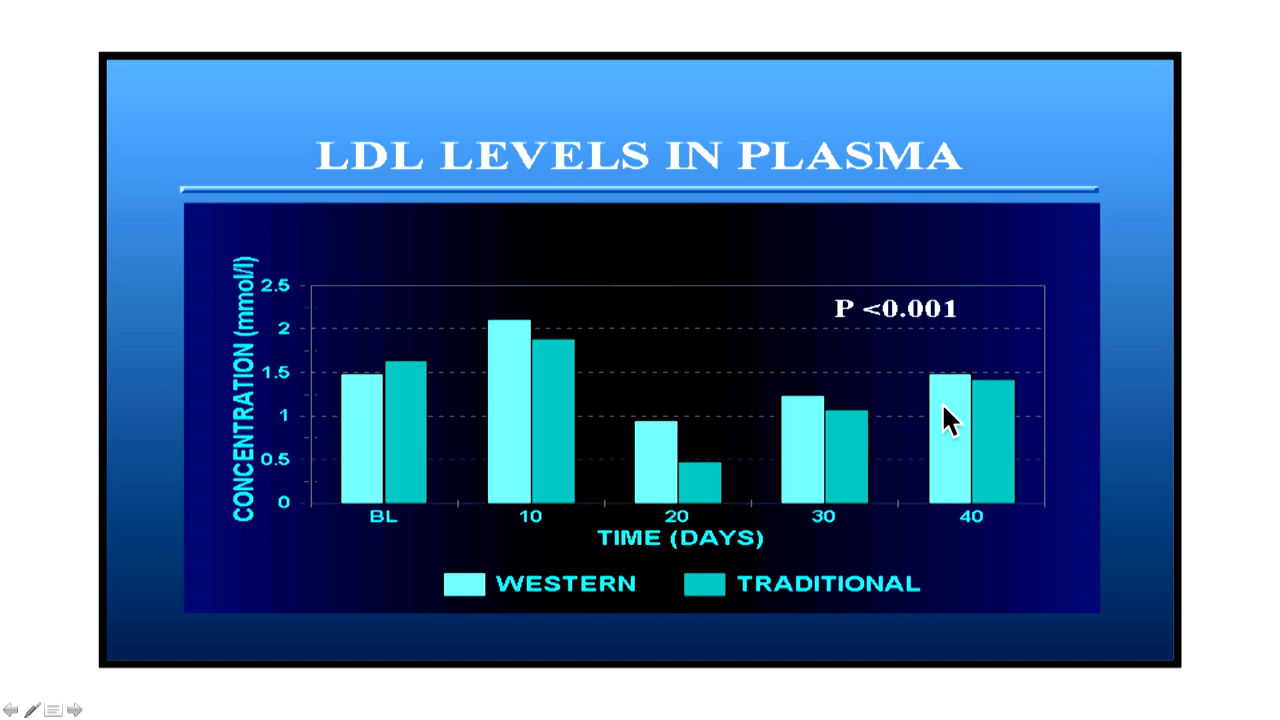 LDL LEVELS IN PLASMA
CONCENTRATION (mmol/l)
2.5
2
1.5
1
0.5
0
P <0.001
BL 10 20 30 40
TIME (DAYS)
WESTERN TRADITIONAL